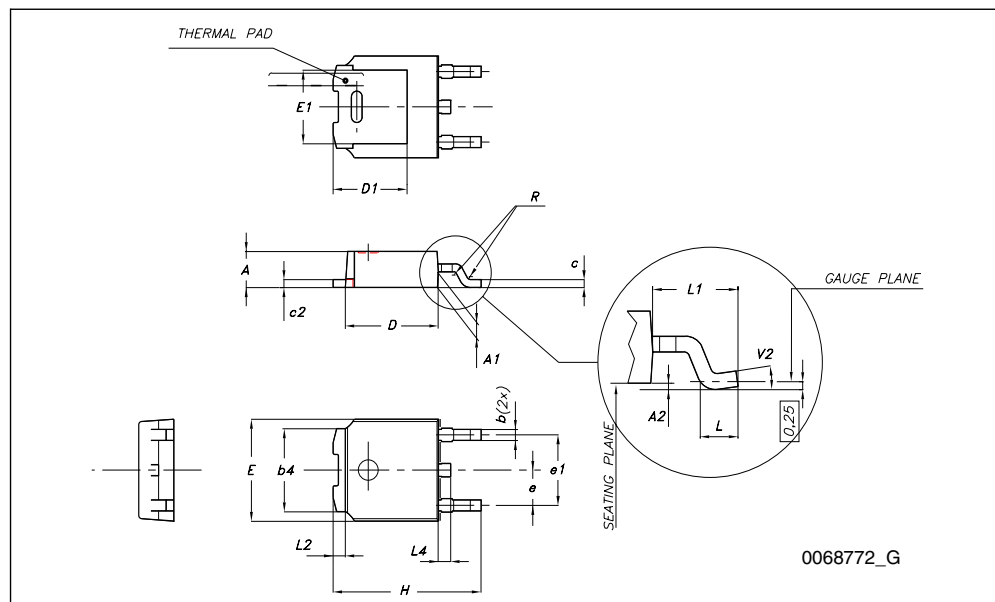 THERMAL PAD
E1
D1
R
A
c
c2
D
A1
L1
GAUGE PLANE
V2
A2
L
0,25
SEATING PLANE
b(2x)
E
b4
e
e1
L2
L4
H
0068772_G